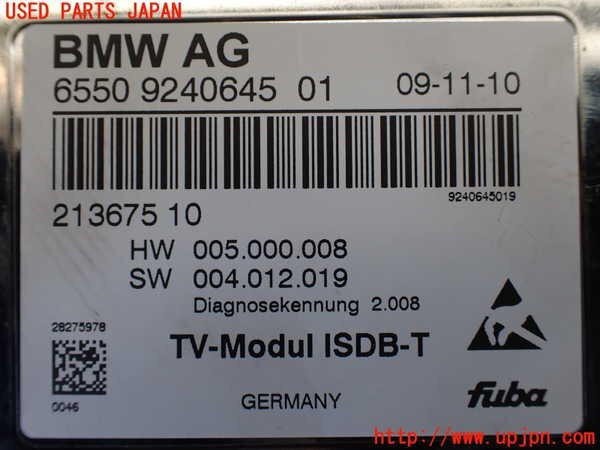 USED PARTS JAPAN
BMW AG
6550 9240645 01 09-11-10
9240645019
213675 10
HW 005.000.008
SW 004.012.019
Diagnosekennung 2.008
28275978
TV-Modul ISDB-T
0046
GERMANY
fuba
http://www.upjpn.com/